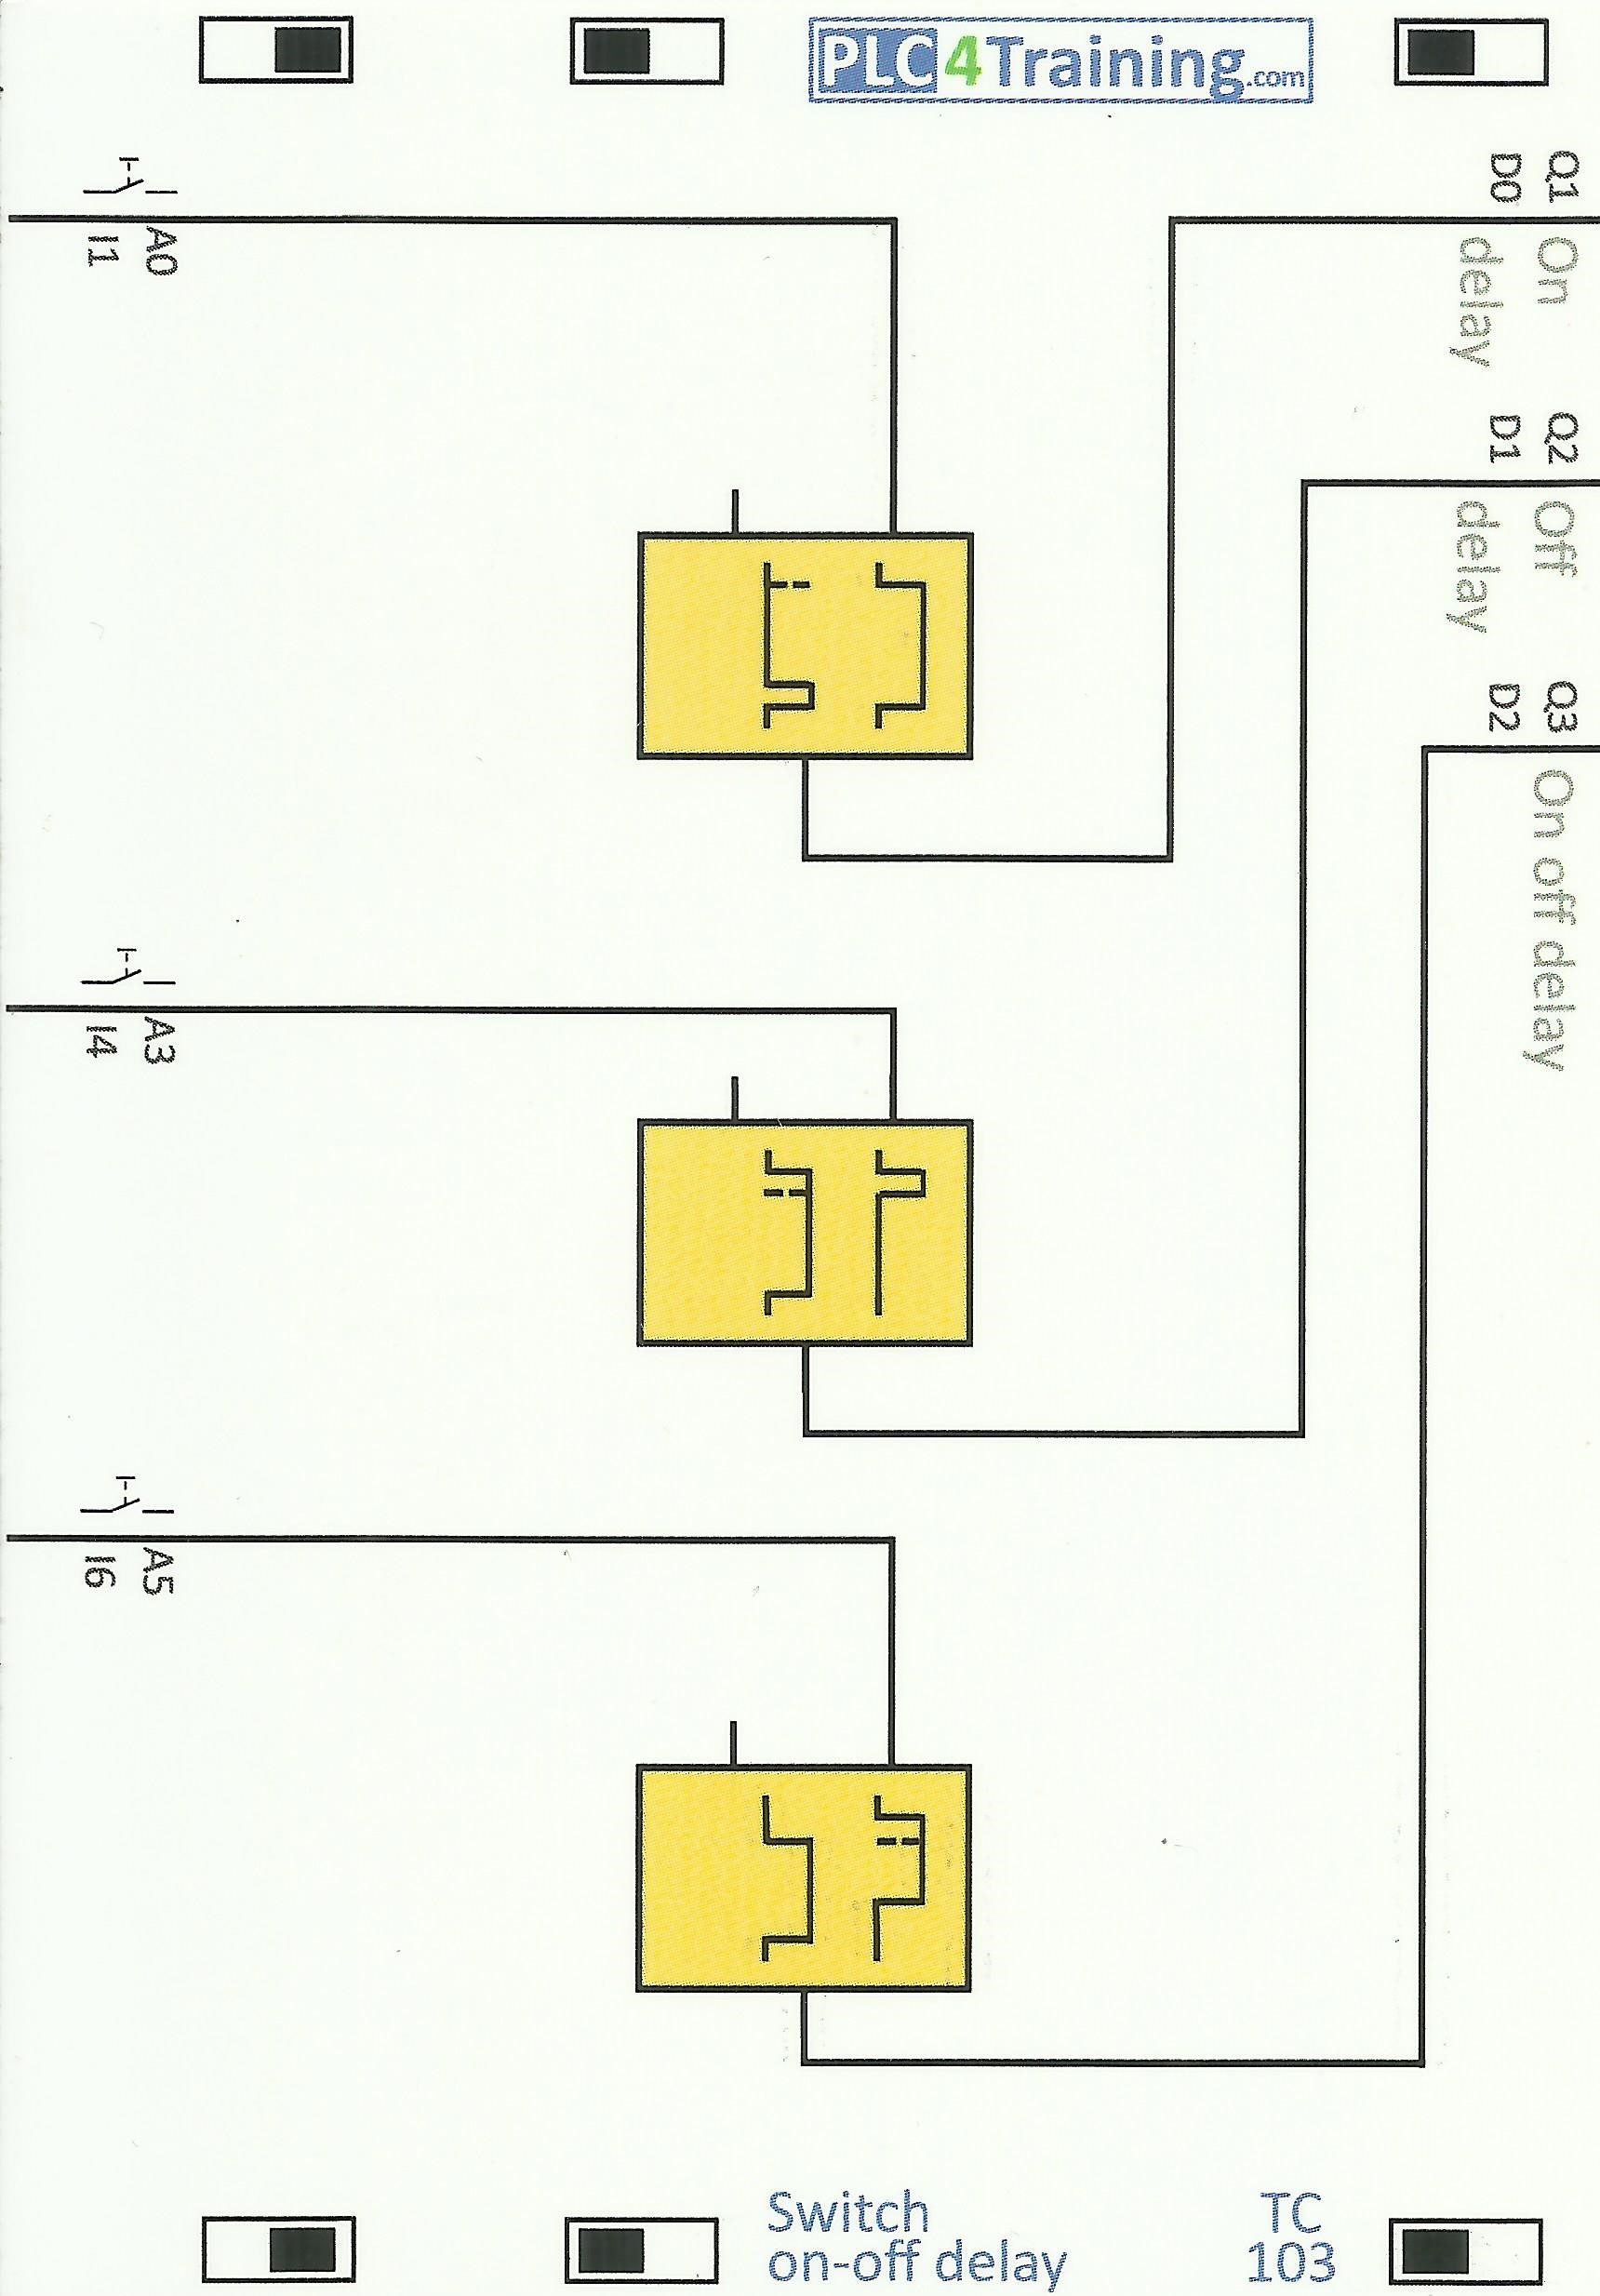 Q1
D0
On
delay
Q2
D1
Off
delay
Q3
D2
On off delay
PLC4Training.com
TC
103
Switch
on-off delay
A0
I1
A3
I4
A5
I6